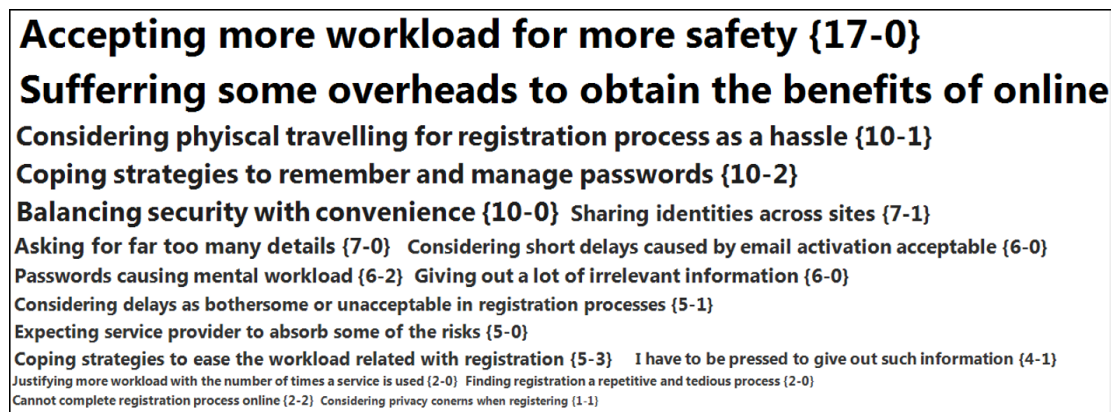 Accepting more workload for more safety {17-0}
Sufferring some overheads to obtain the benefits of online
Considering phyiscal travelling for registration process as a hassle {10-1}
Coping strategies to remember and manage passwords {10-2}
Balancing security with convenience {10-0} Sharing identities across sites {7-1}
Asking for far too many details {7-0} Considering short delays caused by email activation acceptable {6-0}
Passwords causing mental workload {6-2} Giving out a lot of irrelevant information {6-0}
Considering delays as bothersome or unacceptable in registration processes {5-1}
Expecting service provider to absorb some of the risks {5-0}
Coping strategies to ease the workload related with registration {5-3} I have to be pressed to give out such information {4-1}
Justifying more workload with the number of times a service is used {2-0} Finding registration a repetitive and tedious process {2-0}
Cannot complete registration process online {2-2} Considering privacy conerns when registering {1-1}